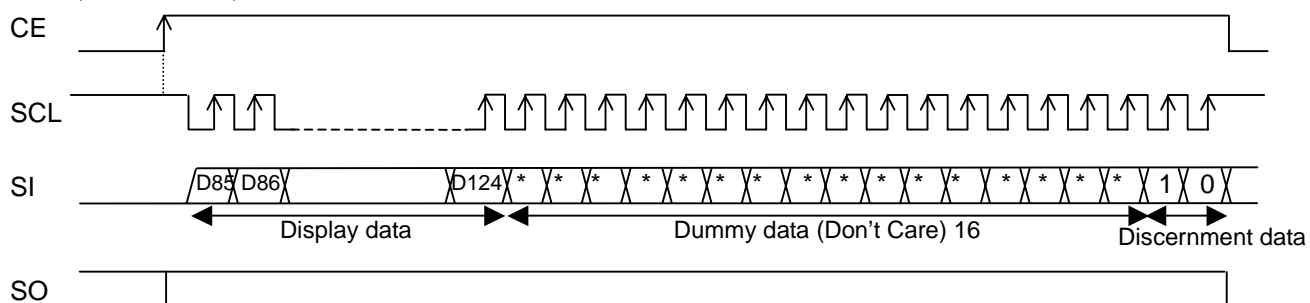 CE
SCL
SI D85 D86 D124 * * * * * * * * * * * * * * * * 1 0
Display data Dummy data (Don't Care) 16 Discernment data
SO